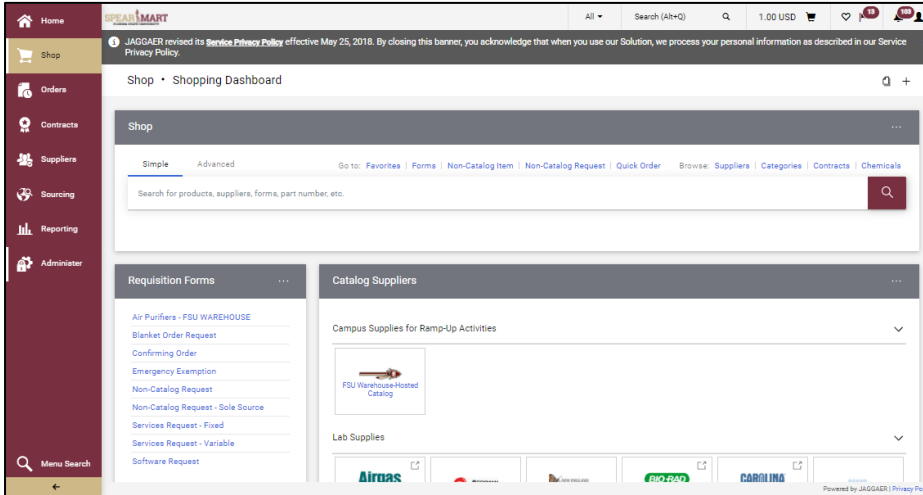 Home
SPEARMART
All
Search (Alt+Q)
1.00 USD
13
103
JAGGAER revised its Service Privacy Policy effective May 25, 2018. By closing this banner, you acknowledge that when you use our Solution, we process your personal information as described in our Service
Privacy Policy.
Shop
Shop • Shopping Dashboard
Orders
Contracts
Suppliers
Sourcing
Reporting
Administer
Menu Search
Shop
Simple Advanced Go to: Favorites | Forms | Non-Catalog Item | Non-Catalog Request | Quick Order Browse: Suppliers | Categories | Contracts | Chemicals
Search for products, suppliers, forms, part number, etc.
Requisition Forms
Air Purifiers - FSU WAREHOUSE
Blanket Order Request
Confirming Order
Emergency Exemption
Non-Catalog Request
Non-Catalog Request - Sole Source
Services Request - Fixed
Services Request - Variable
Software Request
Catalog Suppliers
Campus Supplies for Ramp-Up Activities
FSU Warehouse-Hosted
Catalog
Lab Supplies
Airgas
BIO-RAD
CAROLINA
Powered by JAGGAER | Privacy Po